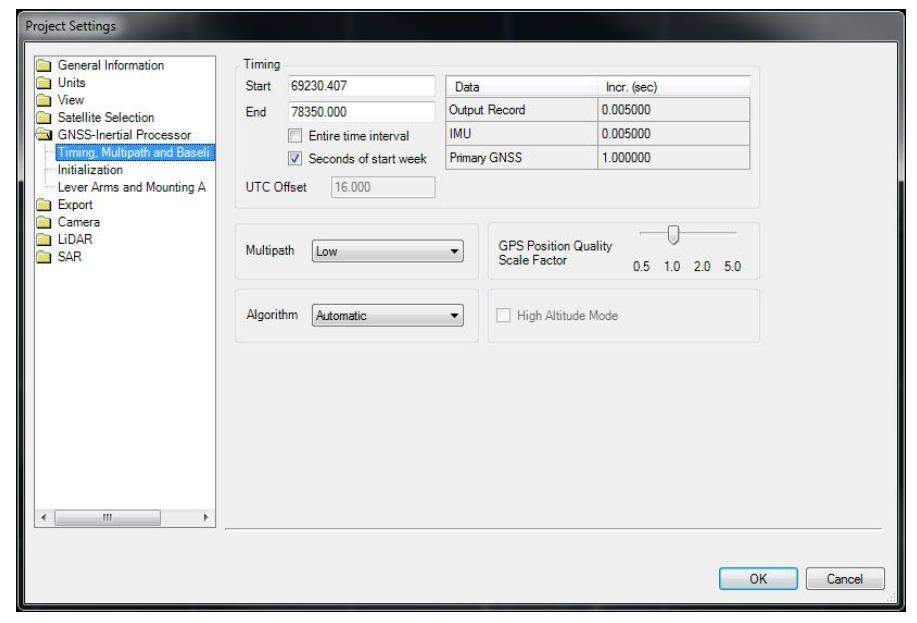 Project Settings
General Information
Units
View
Satellite Selection
GNSS-Inertial Processor
Timing, Multipath and Baseli
Initialization
Lever Arms and Mounting A
Export
Camera
LiDAR
SAR
Timing
Start 69230.407
End 78350.000
Entire time interval
Seconds of start week
UTC Offset 16.000
Data Incr. (sec)
Output Record 0.005000
IMU 0.005000
Primary GNSS 1.000000
Multipath Low
GPS Position Quality
Scale Factor
0.5 1.0 2.0 5.0
Algorithm Automatic
High Altitude Mode
OK Cancel